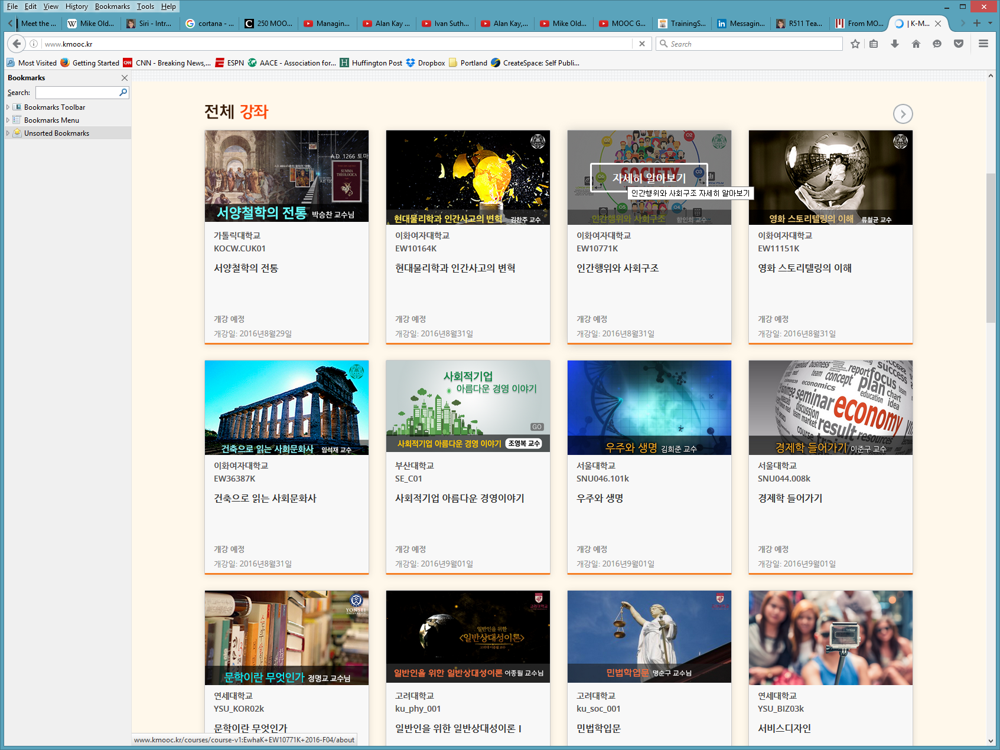 File Edit View History Bookmarks Tools Help
Meet the ... Mike Old... Siri - Intr... cortana - ... 250 MOO... Managin... Alan Kay ... Ivan Suth... Alan Kay,... Mike Old... MOOC G... TrainingS... Messagin... R511 Tea... From MO... | K-M...
www.kmooc.kr
Search
Most Visited Getting Started CNN - Breaking News,... ESPN AACE - Association for... Huffington Post Dropbox Portland CreateSpace: Self Publi...
Bookmarks
Search:
Bookmarks Toolbar
Bookmarks Menu
Unsorted Bookmarks
전체 강좌
A.D. 1266 토마
SUMMA THEOLOGICA
서양철학의 전통 박승찬 교수님
가톨릭대학교
KOCW.CUK01
서양철학의 전통
개강 예정
개강일: 2016년8월29일
현대물리학과 인간사고의 변혁 김찬주 교수
이화여자대학교
EW10164K
현대물리학과 인간사고의 변혁
개강 예정
개강일: 2016년8월31일
SOCIETY
자세히 알아보기
인간행위와 사회구조 자세히 알아보기
인간행위와 사회구조 함인희 교수
이화여자대학교
EW10771K
인간행위와 사회구조
개강 예정
개강일: 2016년8월31일
영화 스토리텔링의 이해 류철균 교수
이화여자대학교
EW11151K
영화 스토리텔링의 이해
개강 예정
개강일: 2016년8월31일
건축으로 읽는 사회문화사 임석재 교수
이화여자대학교
EW36387K
건축으로 읽는 사회문화사
개강 예정
개강일: 2016년8월31일
사회적기업
아름다운 경영 이야기
GO
사회적기업 아름다운 경영 이야기 조영복 교수
부산대학교
SE_C01
사회적기업 아름다운 경영이야기
개강 예정
개강일: 2016년9월01일
우주와 생명 김희준 교수
서울대학교
SNU046.101k
우주와 생명
개강 예정
개강일: 2016년9월01일
business success
team concept report focus
economics plan chart
seminar education idea
discussion economy
team market result resources
course
경제학 들어가기 이준구 교수
서울대학교
SNU044.008k
경제학 들어가기
개강 예정
개강일: 2016년9월01일
YONSEI
문학이란 무엇인가 정명교 교수님
연세대학교
YSU_KOR02k
문학이란 무엇인가
고려대학교
일반인을 위한
<일반상대성이론>
고려대 이종필 교수
일반인을 위한 일반상대성이론 이종필 교수님
고려대학교
ku_phy_001
일반인을 위한 일반상대성이론 I
민법학입문 명순구 교수님
고려대학교
ku_soc_001
민법학입문
연세대학교
YSU_BIZ03k
서비스디자인
www.kmooc.kr/courses/course-v1:EwhaK+EW10771K+2016-F04/about